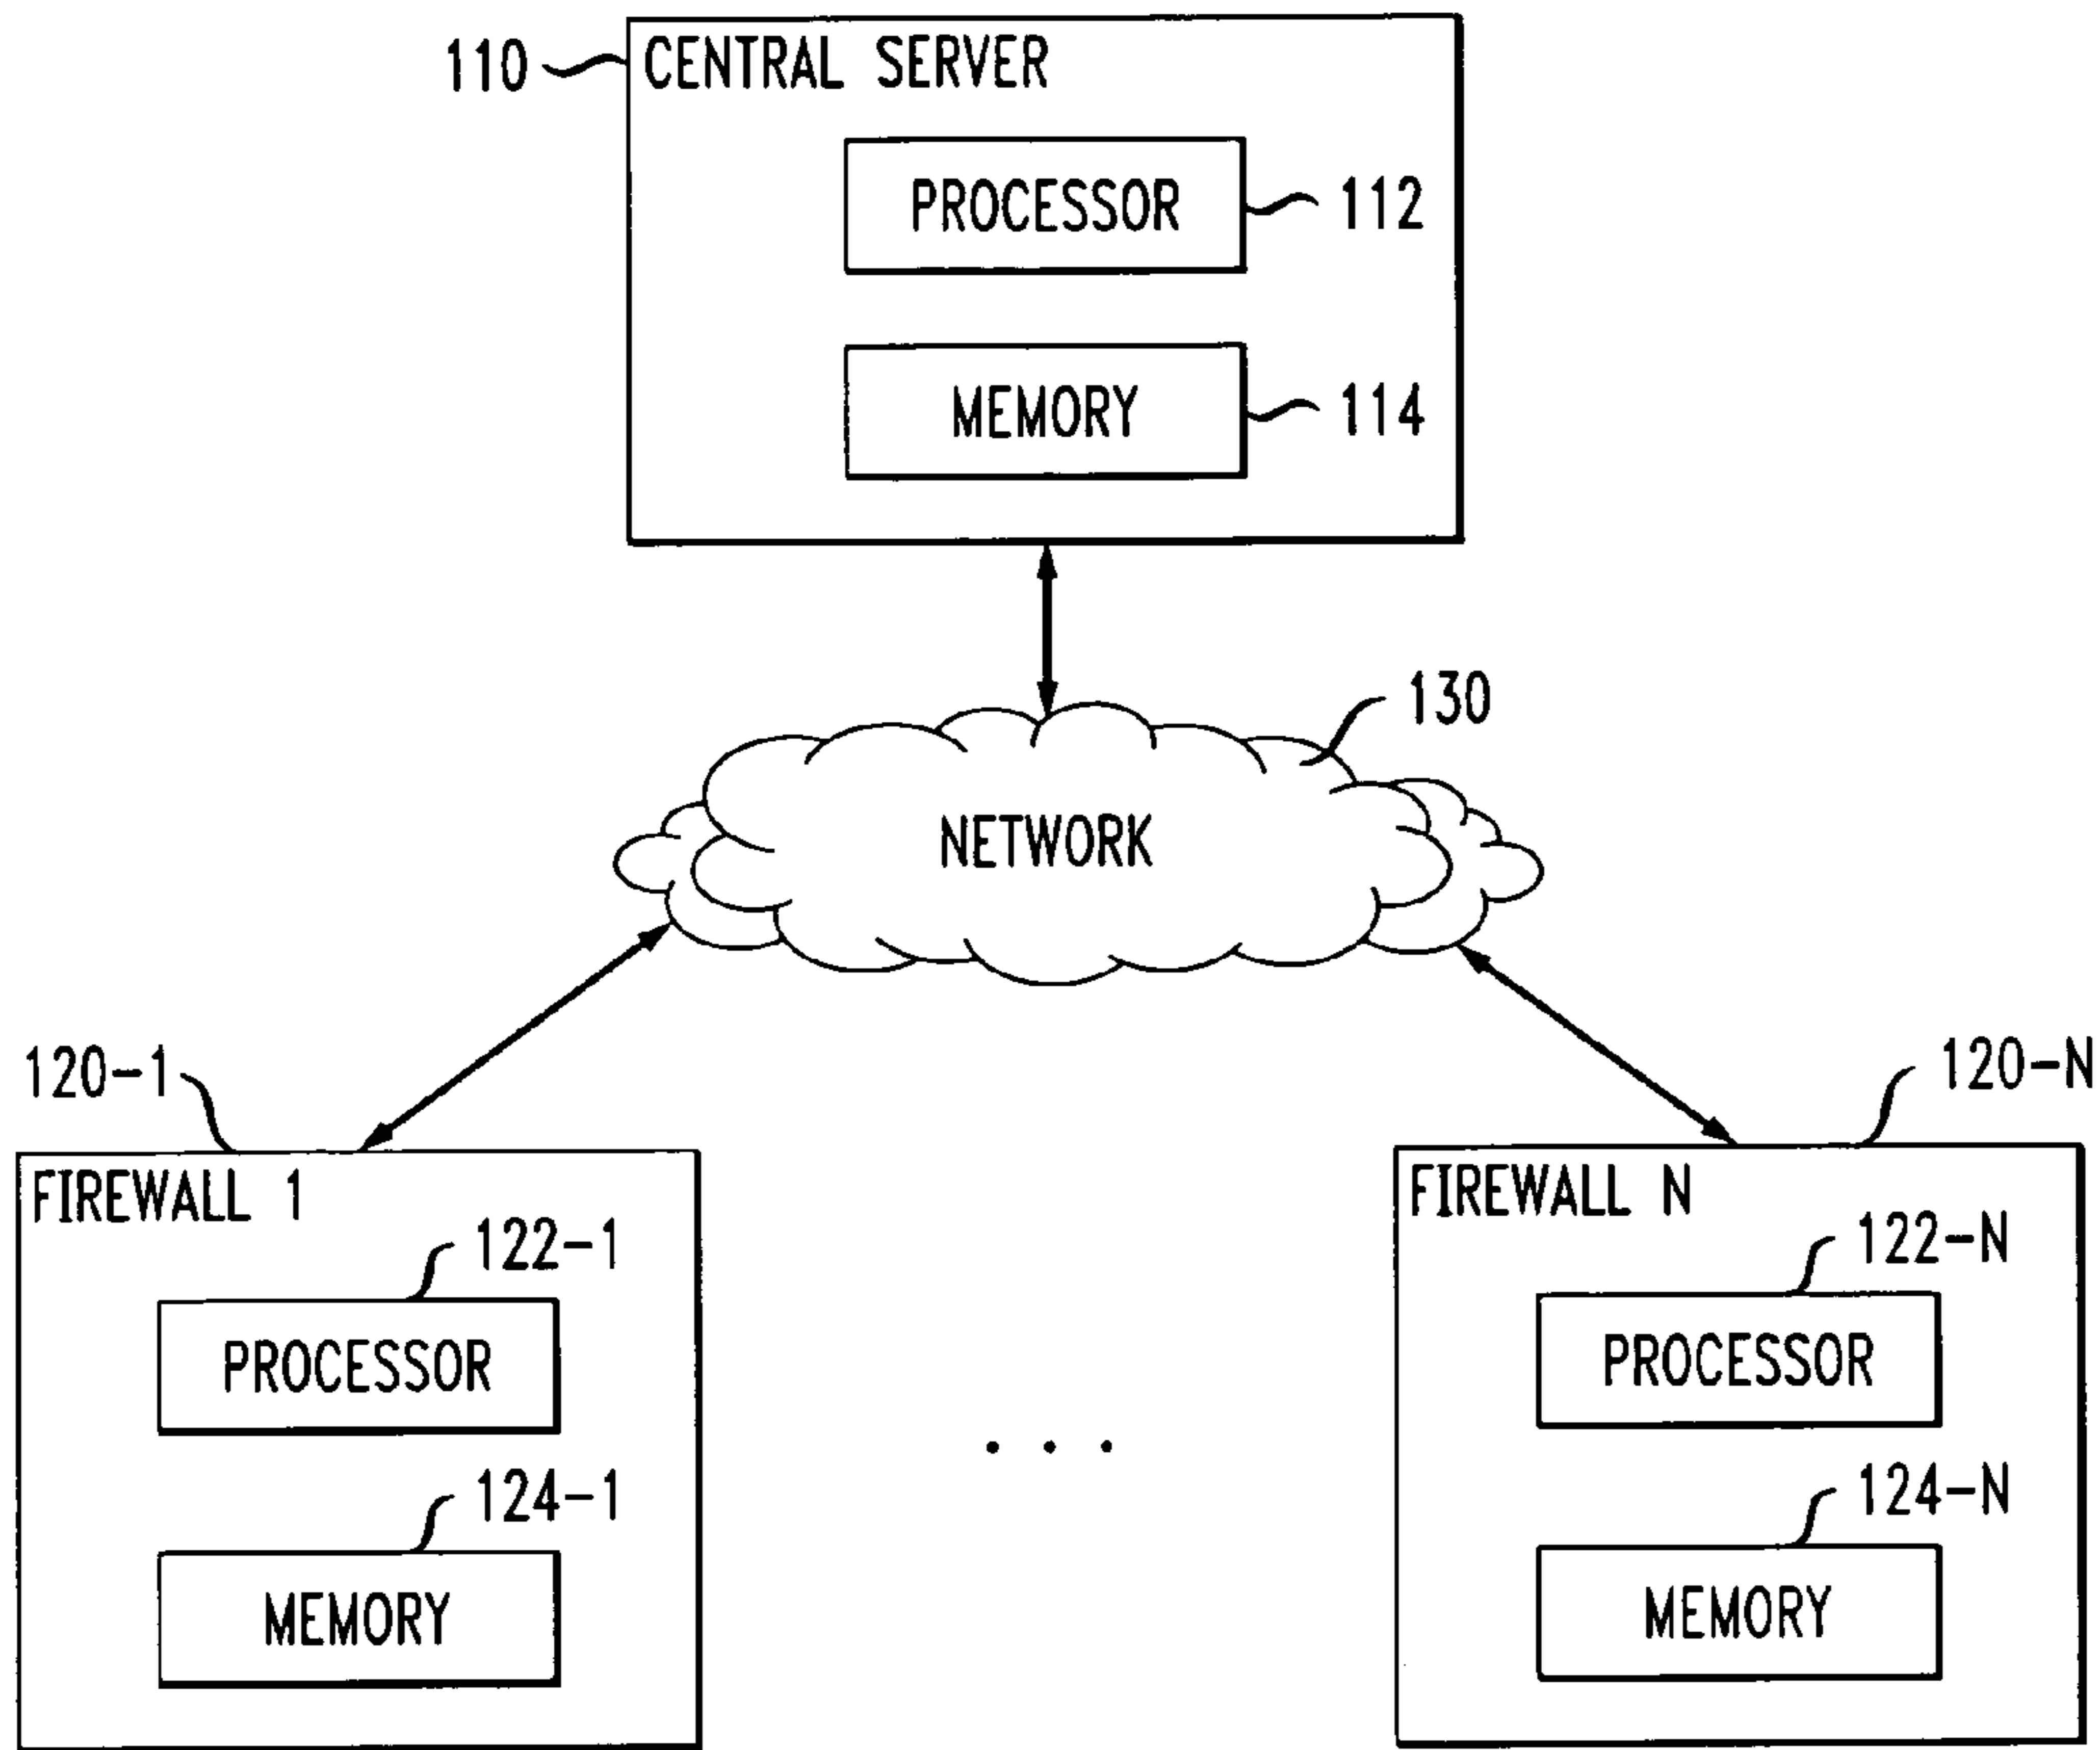 110
CENTRAL SERVER
PROCESSOR
112
MEMORY
114
130
NETWORK
120-1
120-N
FIREWALL 1
122-1
PROCESSOR
124-1
MEMORY
. . .
FIREWALL N
122-N
PROCESSOR
124-N
MEMORY